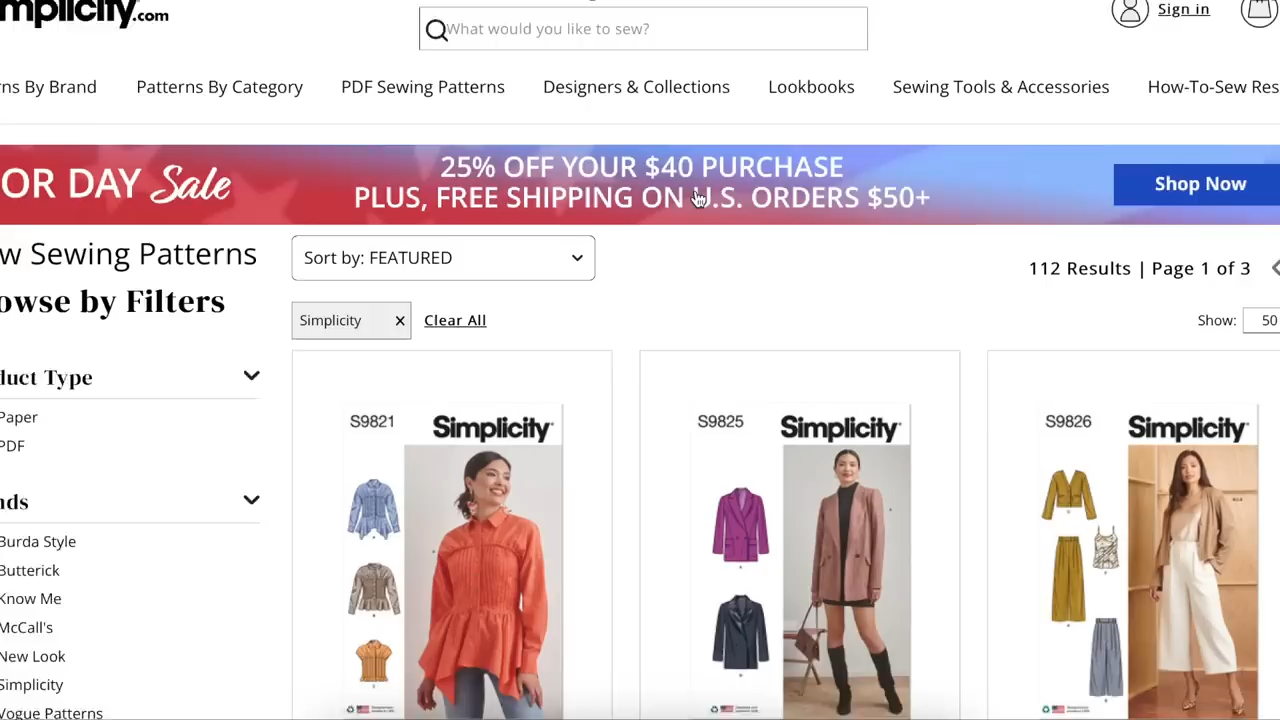 mplicity.com
What would you like to sew?
Sign in
ns By Brand
Patterns By Category
PDF Sewing Patterns
Designers & Collections
Lookbooks
Sewing Tools & Accessories
How-To-Sew Res
OR DAY Sale
25% OFF YOUR $40 PURCHASE
PLUS, FREE SHIPPING ON U.S. ORDERS $50+
Shop Now
w Sewing Patterns
Sort by: FEATURED
112 Results | Page 1 of 3
owse by Filters
Simplicity
Clear All
Show: 50
duct Type
Paper
PDF
nds
Burda Style
Butterick
Know Me
McCall's
New Look
Simplicity
Vogue Patterns
S9821
Simplicity
S9825
Simplicity
S9826
Simplicity